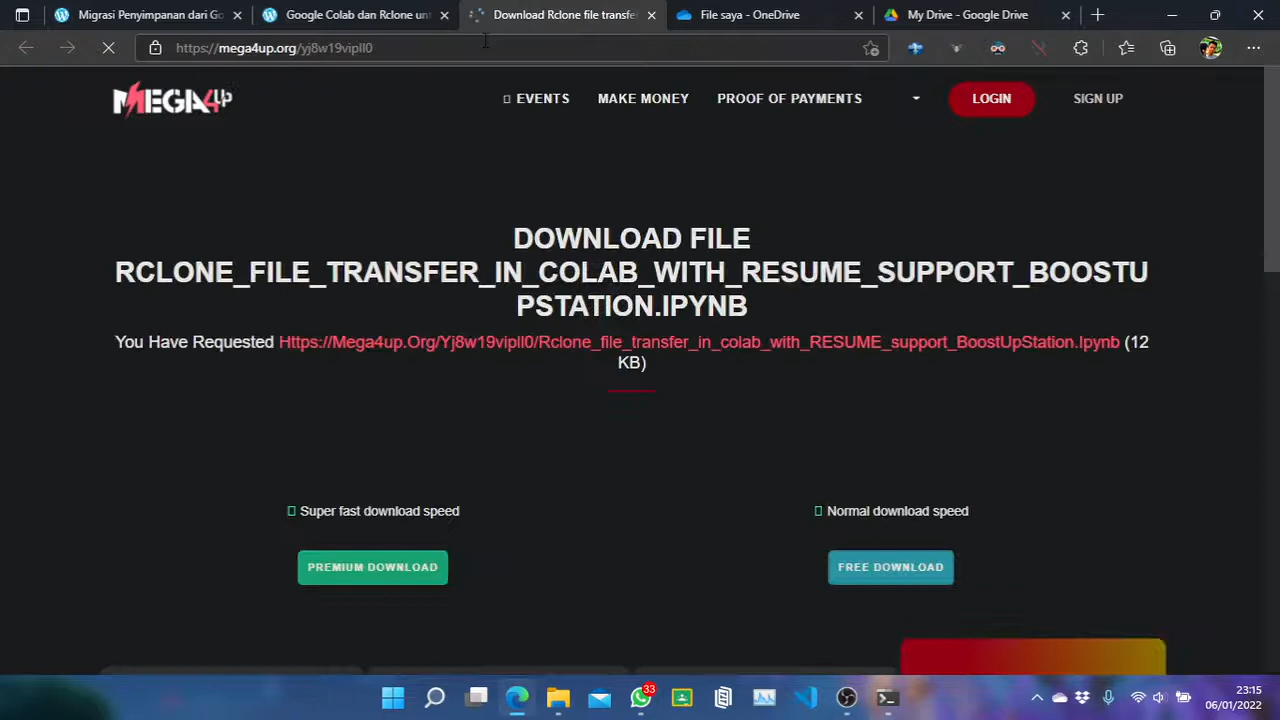 Migrasi Penyimpanan dari Go
Google Colab dan Rclone un
Download Rclone file transfe
File saya - OneDrive
My Drive - Google Drive
https://mega4up.org/yj8w19vipll0
MEGA4UP
EVENTS
MAKE MONEY
PROOF OF PAYMENTS
LOGIN
SIGN UP
DOWNLOAD FILE
RCLONE_FILE_TRANSFER_IN_COLAB_WITH_RESUME_SUPPORT_BOOSTU
PSTATION.IPYNB
You Have Requested Https://Mega4up.Org/Yj8w19vipll0/Rclone_file_transfer_in_colab_with_RESUME_support_BoostUpStation.Ipynb (12
KB)
Super fast download speed
Normal download speed
PREMIUM DOWNLOAD
FREE DOWNLOAD
33
23:15
06/01/2022